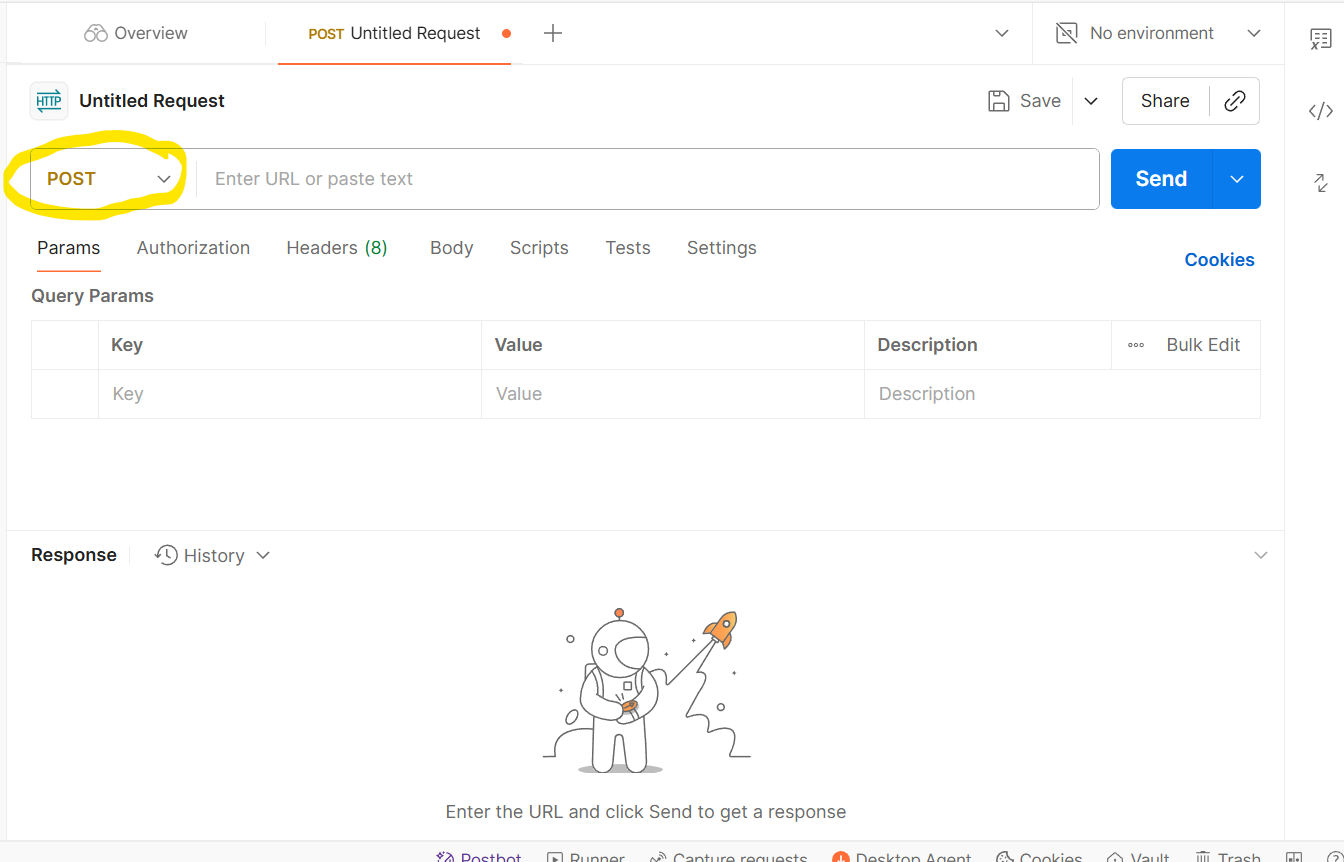 Overview
POST Untitled Request
No environment
HTTP Untitled Request
Save
Share
POST
Enter URL or paste text
Send
Params Authorization Headers (8) Body Scripts Tests Settings
Cookies
Query Params
Key Value Description Bulk Edit
Key Value Description
Response History
Enter the URL and click Send to get a response
Postbot Runner Capture requests Desktop Agent Cookies Vault Trash